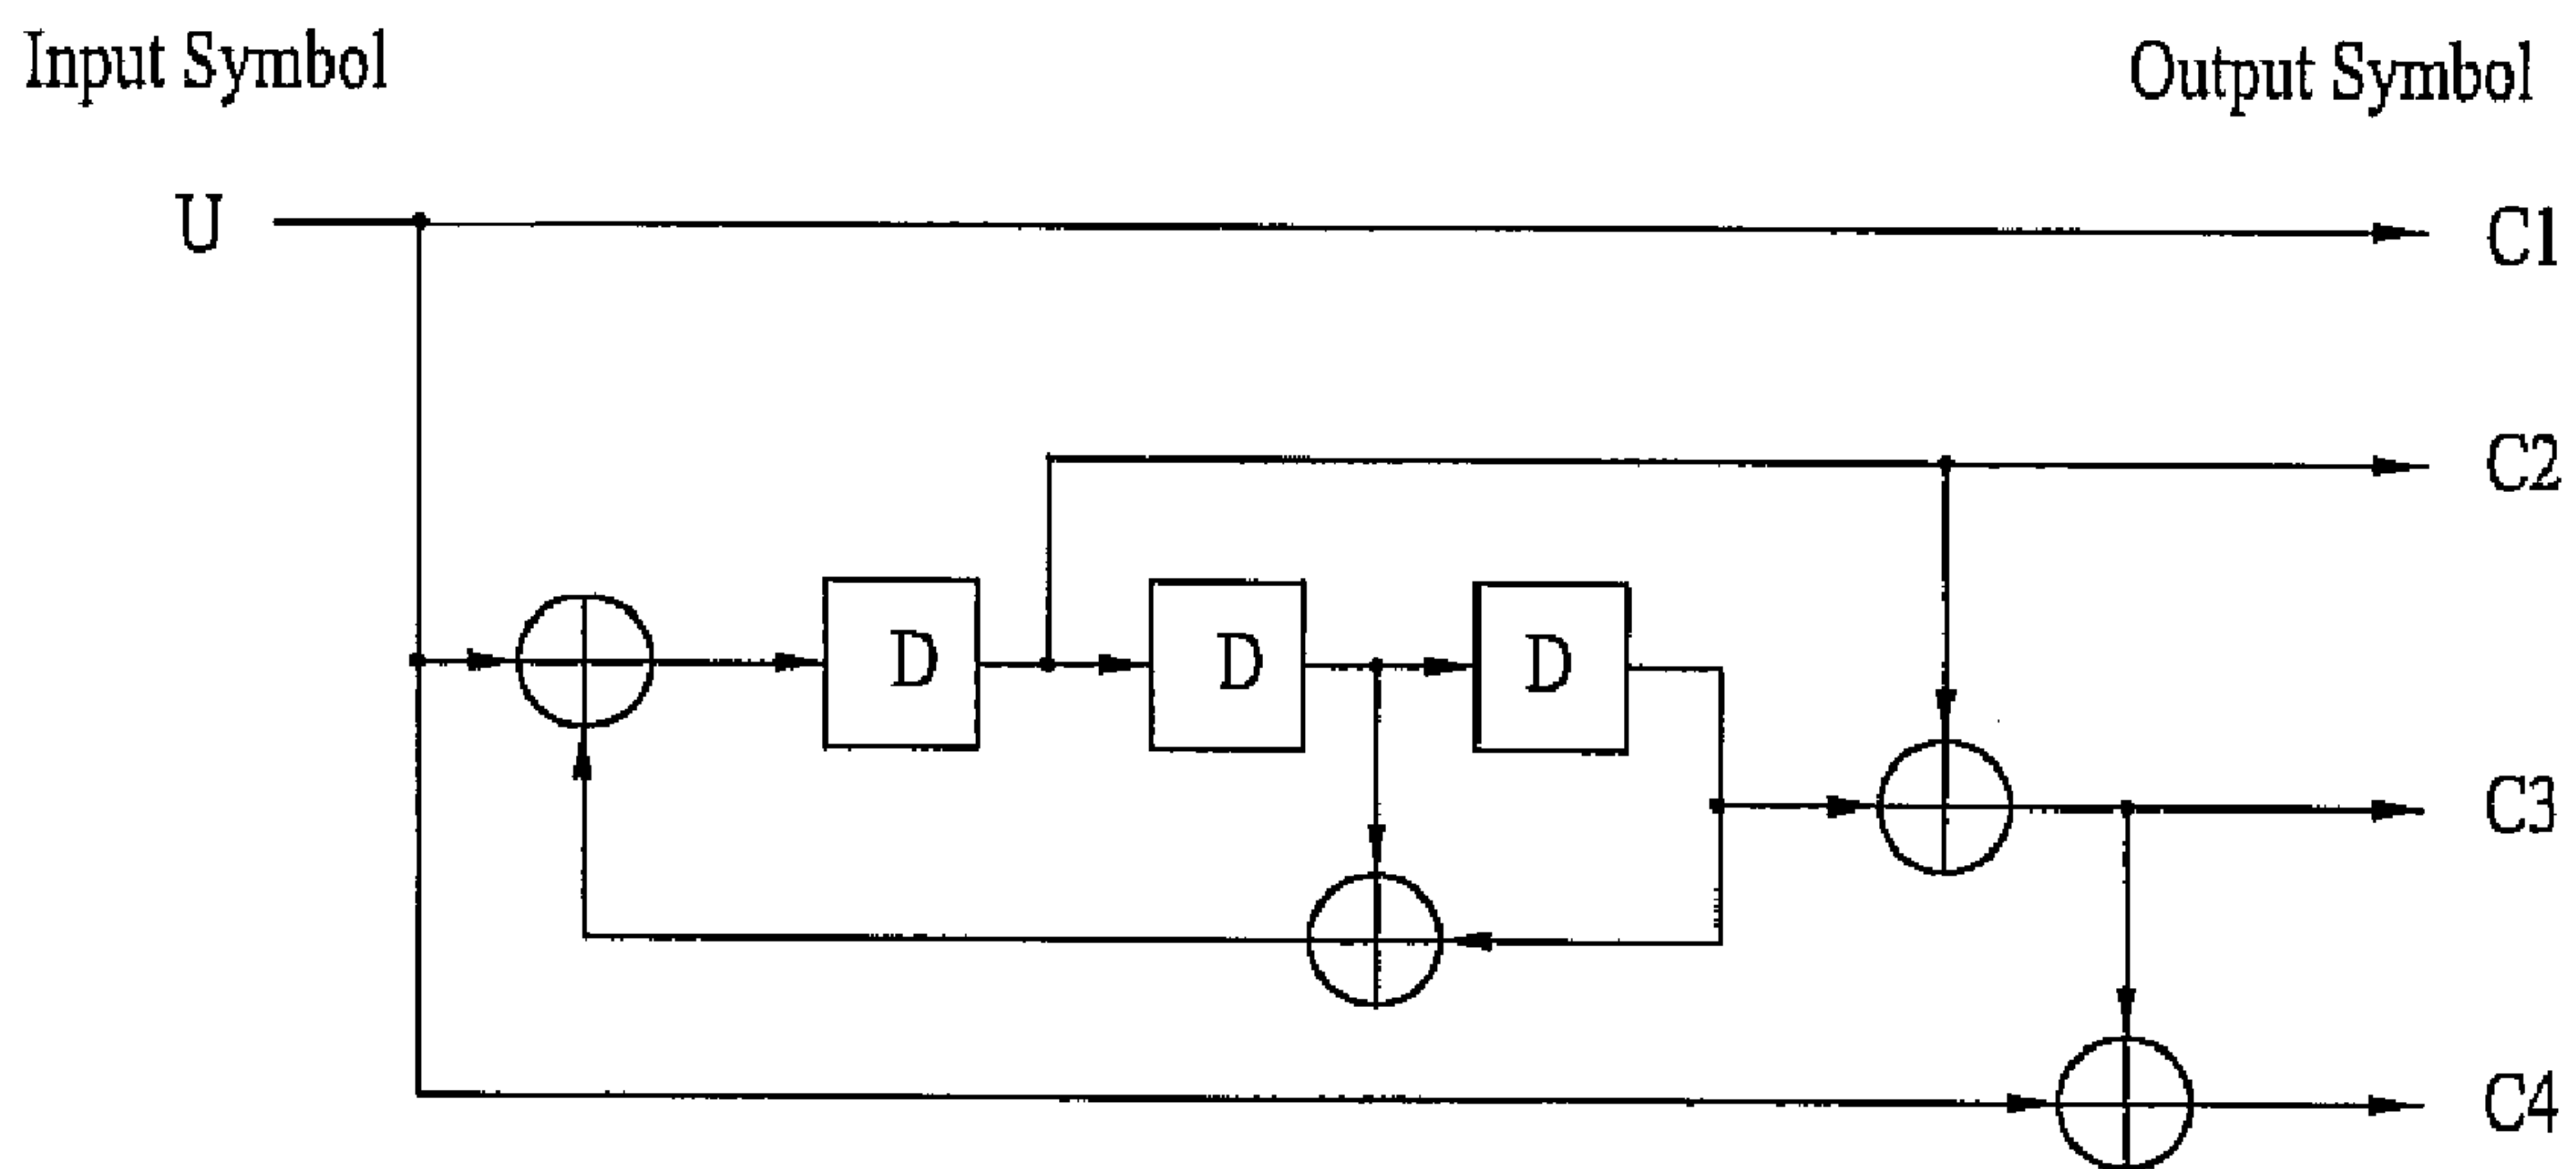 Input Symbol
Output Symbol
U
C1
C2
D
D
D
C3
C4